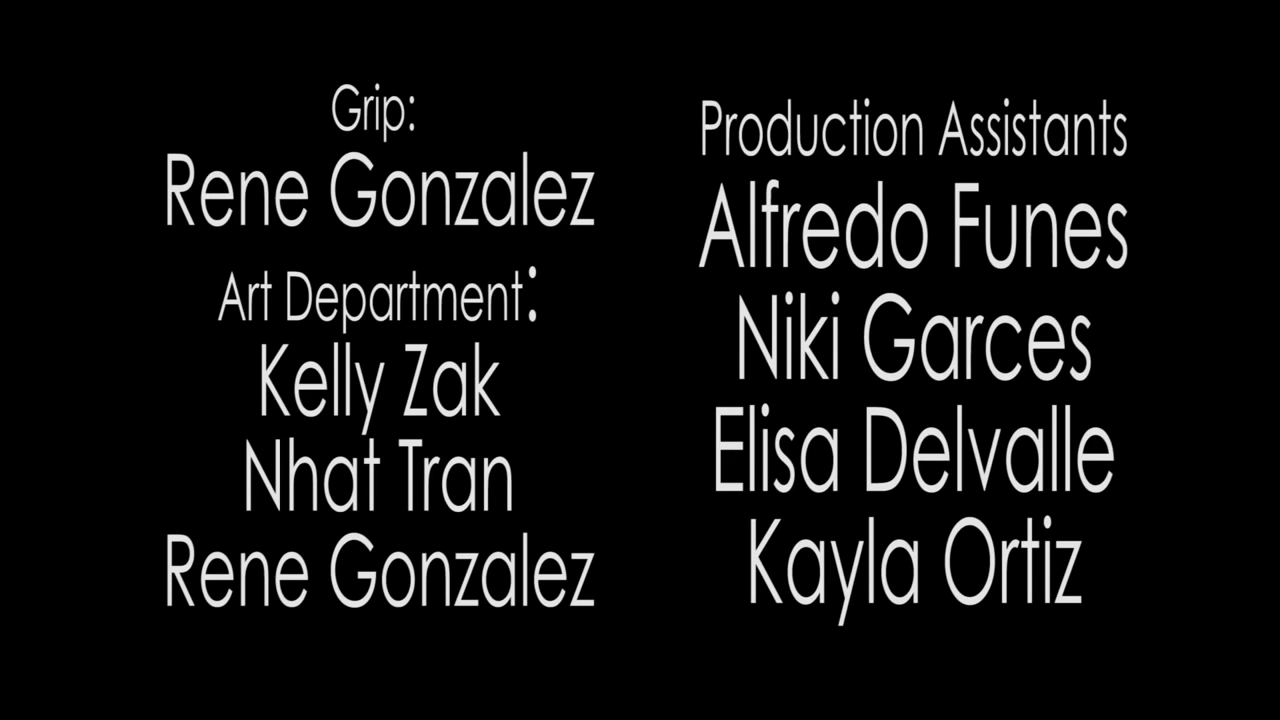 Grip:
Rene Gonzalez
Art Department:
Kelly Zak
Nhat Tran
Rene Gonzalez
Production Assistants
Alfredo Funes
Niki Garces
Elisa Delvalle
Kayla Ortiz